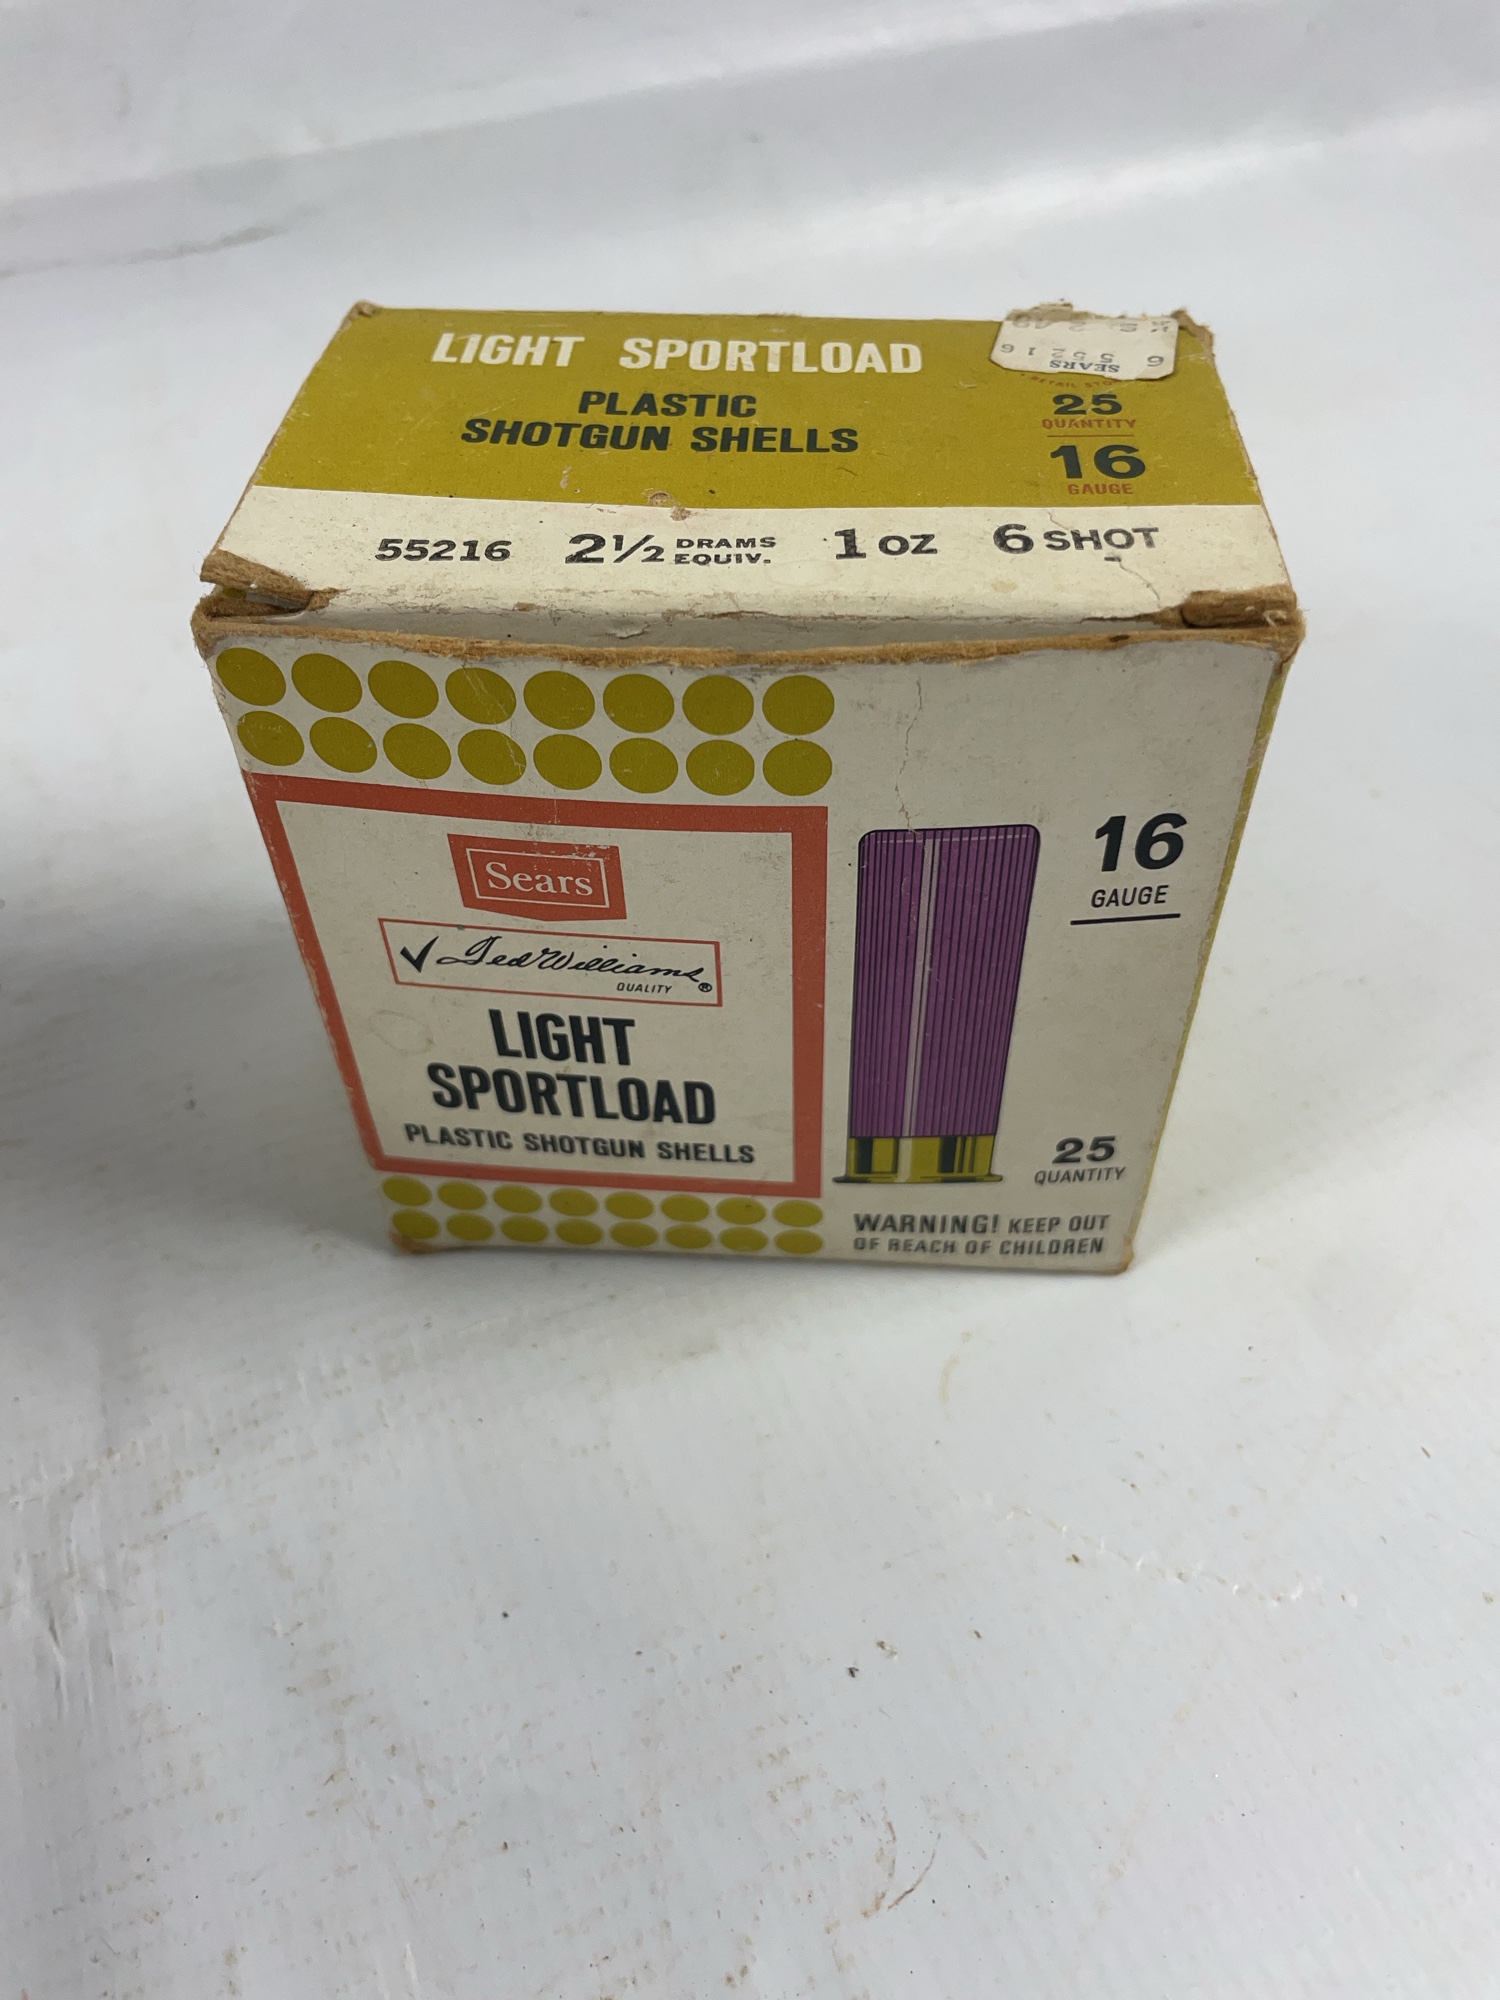 LIGHT SPORTLOAD
PLASTIC
SHOTGUN SHELLS
SEARS
25
QUANTITY
16
GAUGE
55216 2½ DRAMS EQUIV. 1 OZ 6 SHOT
Sears
✓ Ted Williams
QUALITY ®
LIGHT
SPORTLOAD
PLASTIC SHOTGUN SHELLS
16
GAUGE
25
QUANTITY
WARNING! KEEP OUT
OF REACH OF CHILDREN